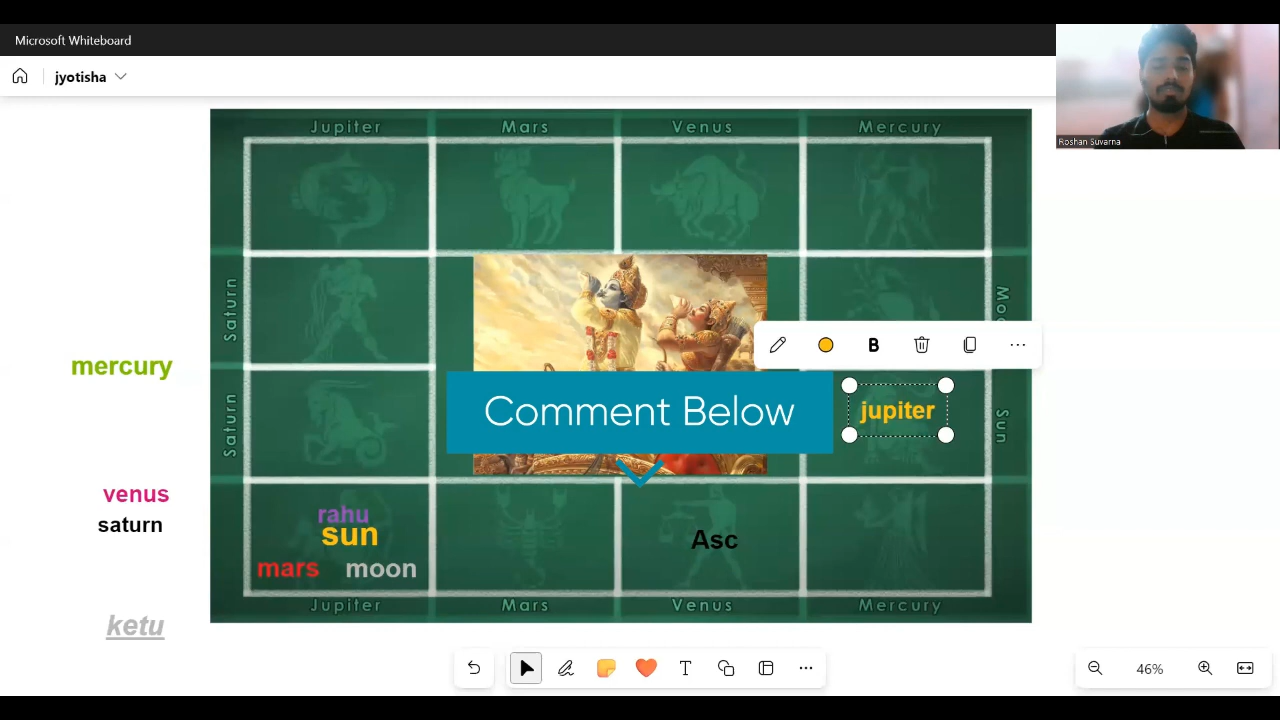 Microsoft Whiteboard
jyotisha
Roshan Suvarna
Jupiter Mars Venus Mercury
Saturn
B
mercury
Comment Below
jupiter
Saturn
Sun
venus
saturn
rahu
sun
Asc
mars moon
Jupiter Mars Venus Mercury
ketu
46%